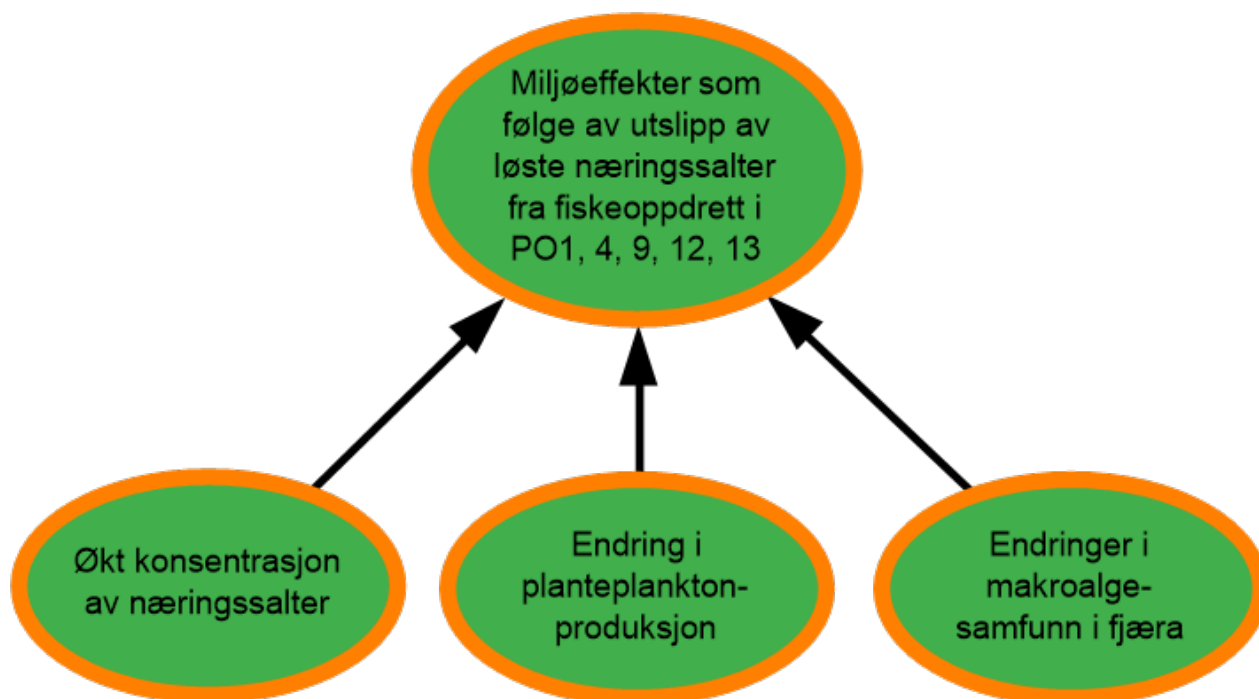 Miljøeffekter som
følge av utslipp av
løste næringssalter
fra fiskeoppdrett i
PO1, 4, 9, 12, 13
Økt konsentrasjon
av næringssalter
Endring i
planteplankton-
produksjon
Endringer i
makroalge-
samfunn i fjæra